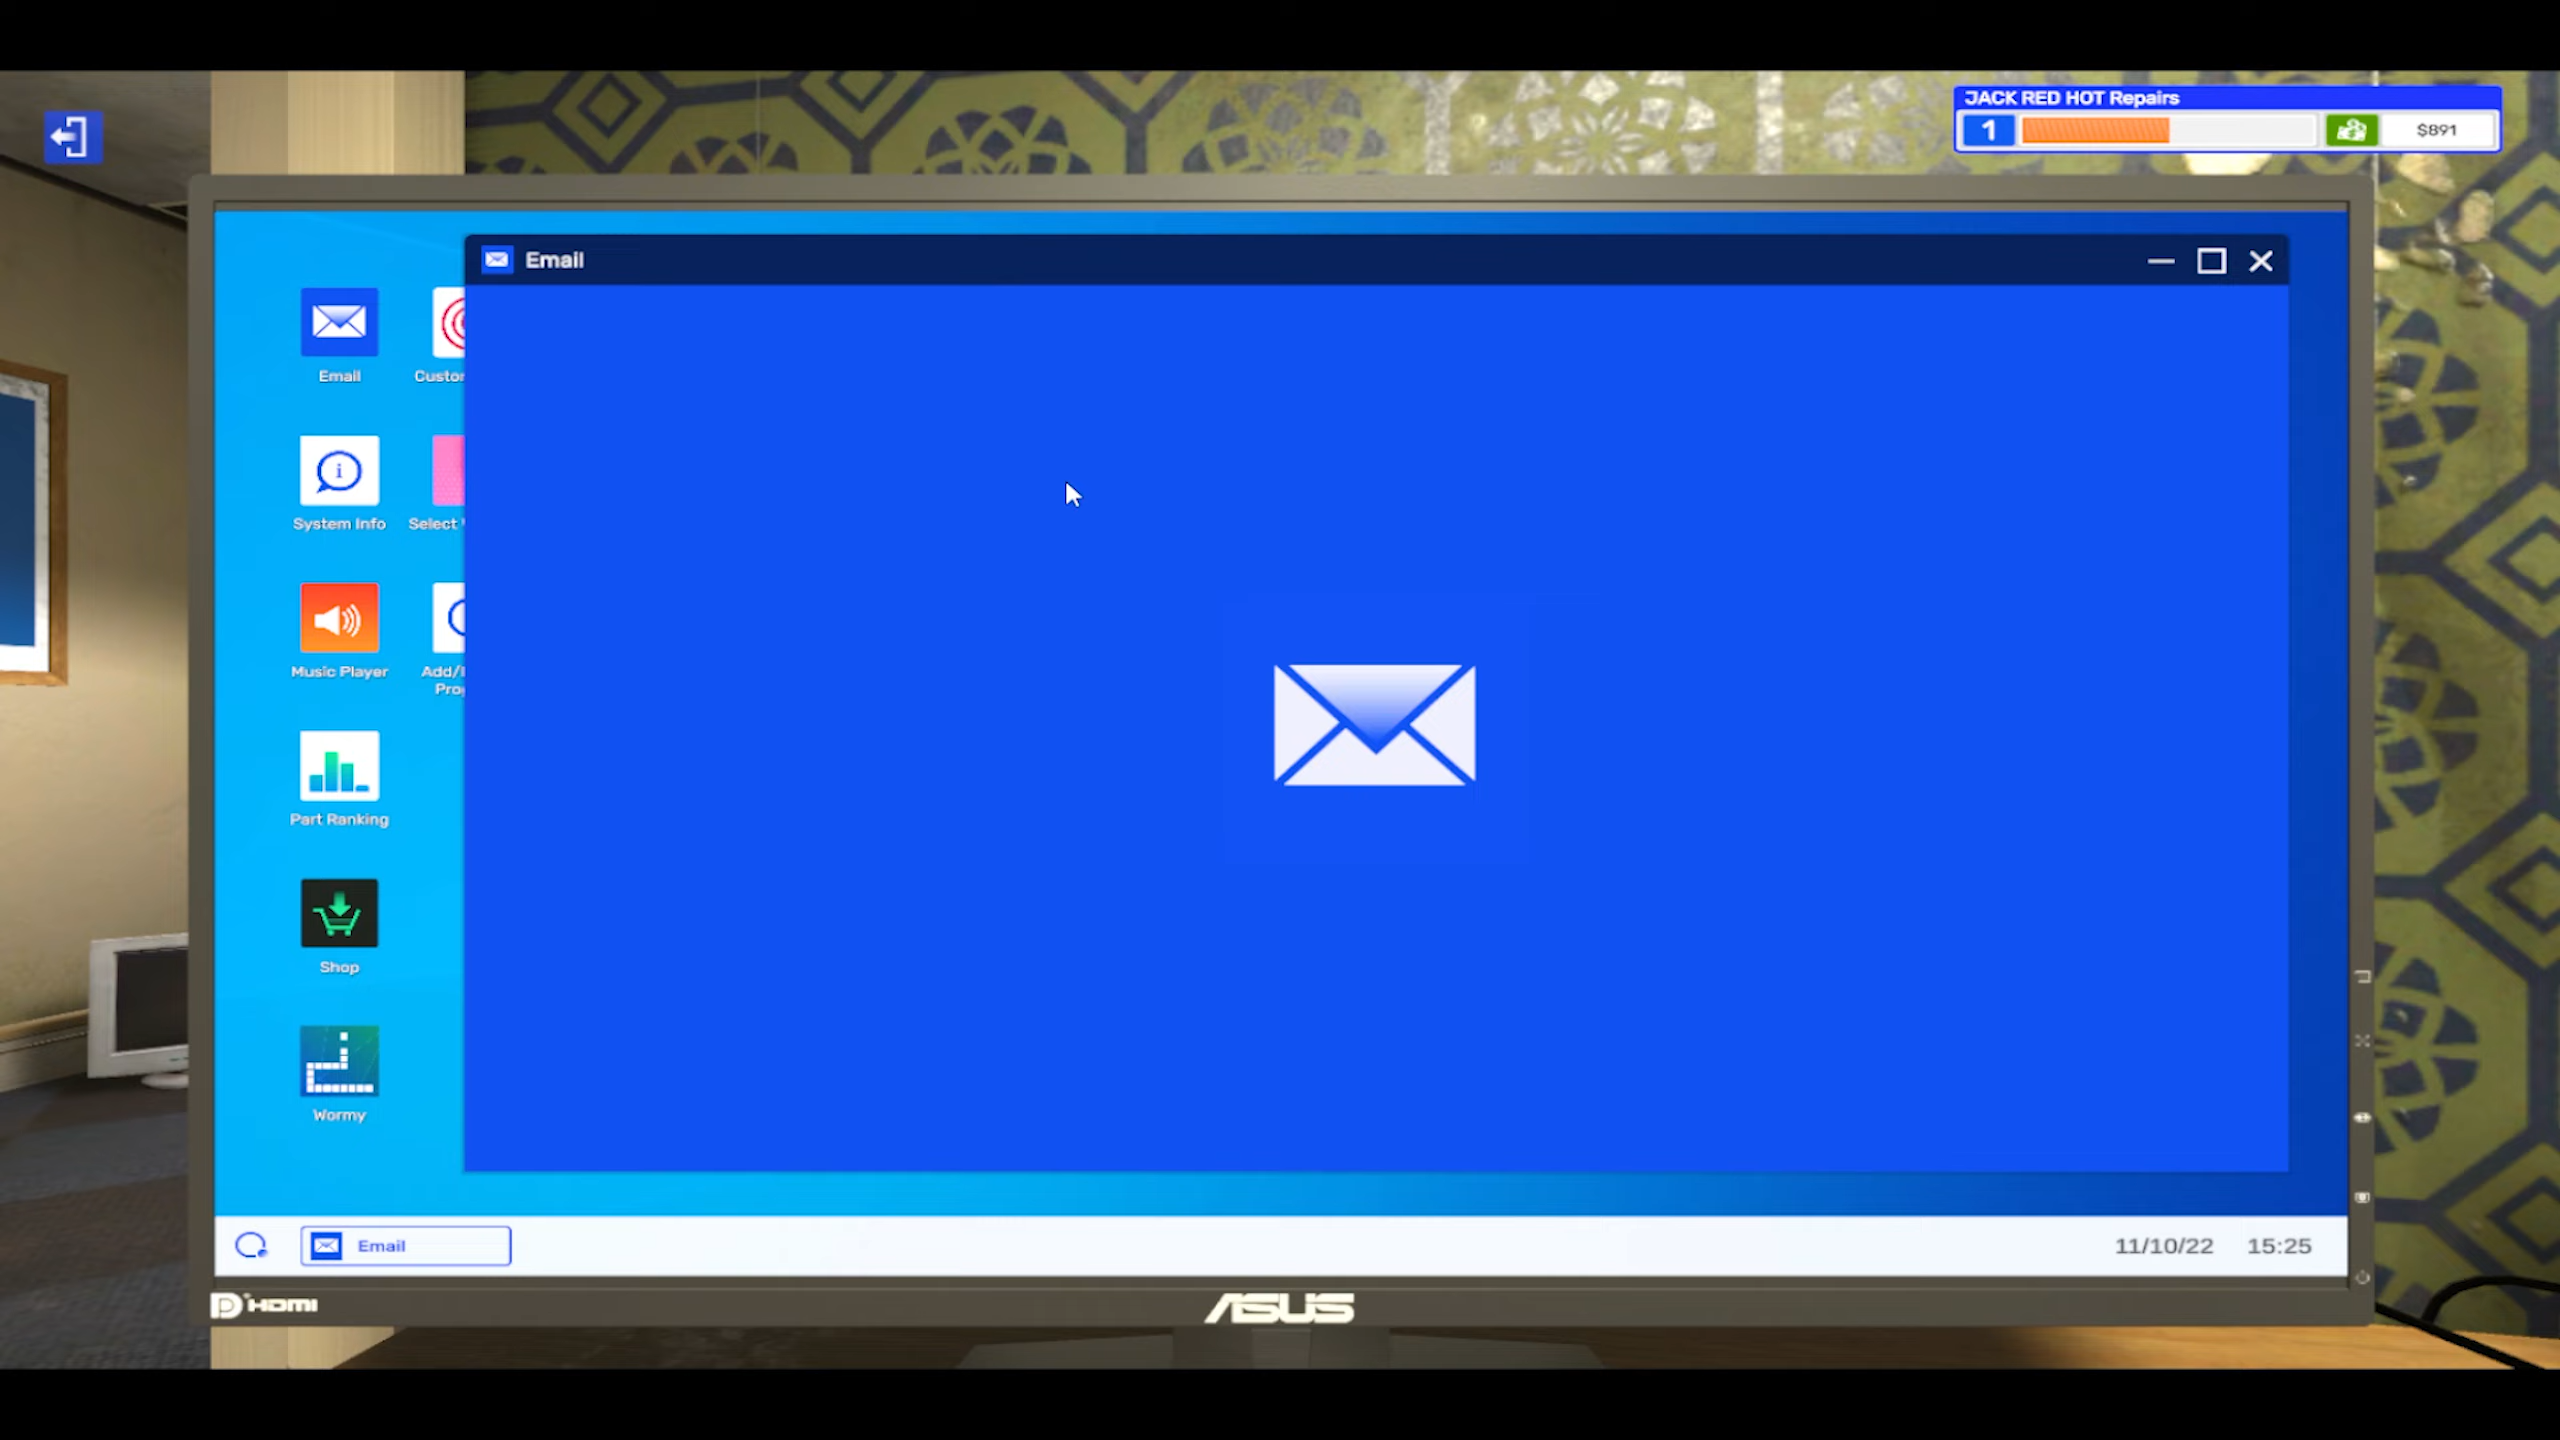 JACK RED HOT Repairs
1
$891
Email
Email
Custom
System Info
Select
Music Player
Add/
Pro
Part Ranking
Shop
Wormy
Email
11/10/22
15:25
HDMI
ASUS